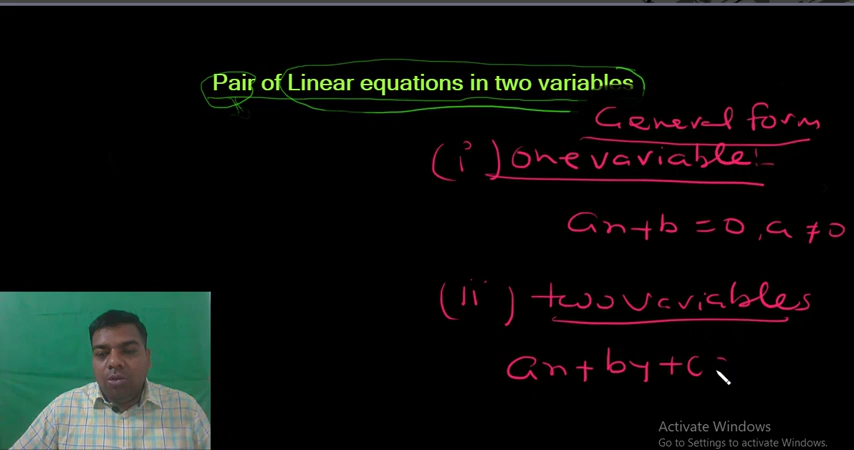 Pair of Linear equations in two variables
General form
(i) one variable:-
ax+b=0, a≠0
(ii) two variables
ax+by+c=
Activate Windows
Go to Settings to activate Windows.